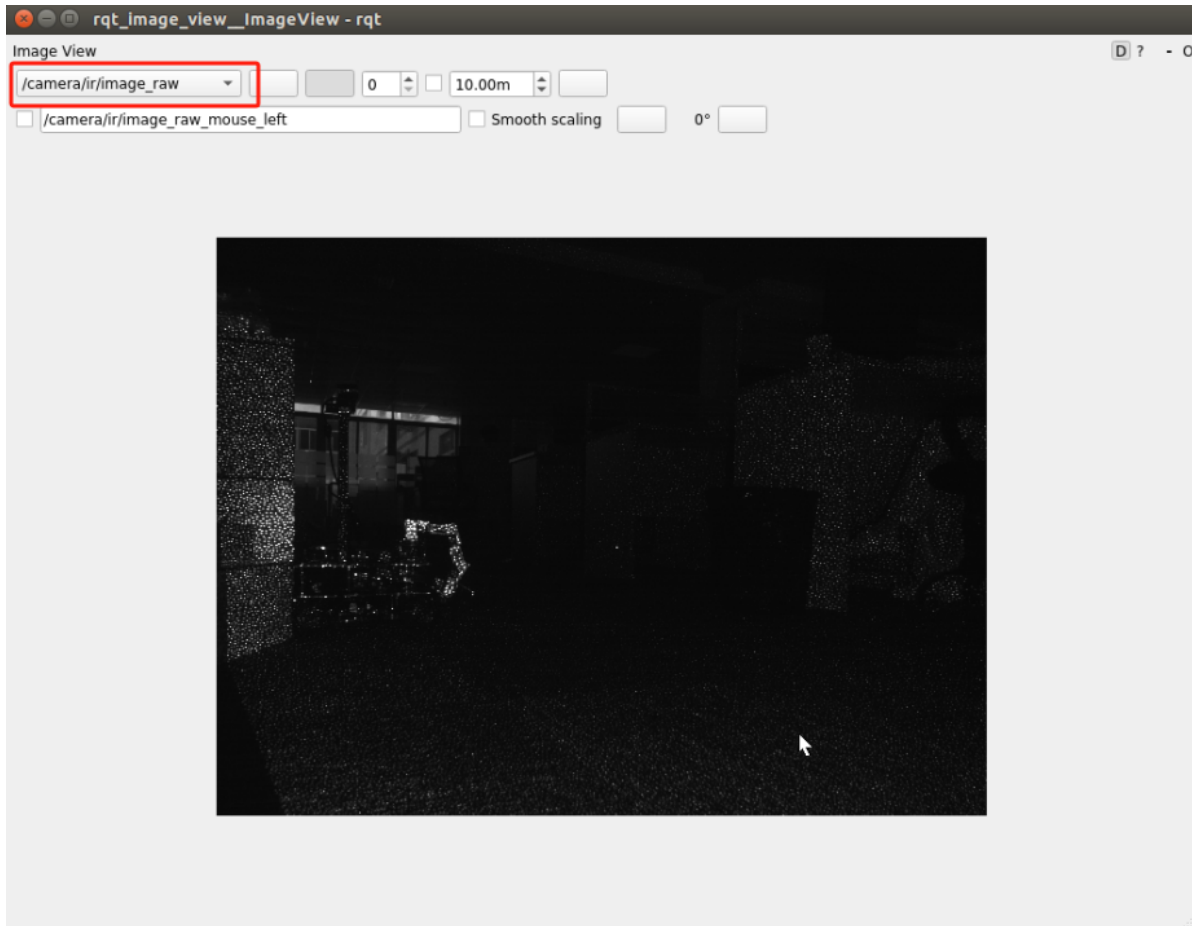 rqt_image_view__ImageView - rqt
Image View
D ? - O
/camera/ir/image_raw 0 10.00m
/camera/ir/image_raw_mouse_left Smooth scaling 0°